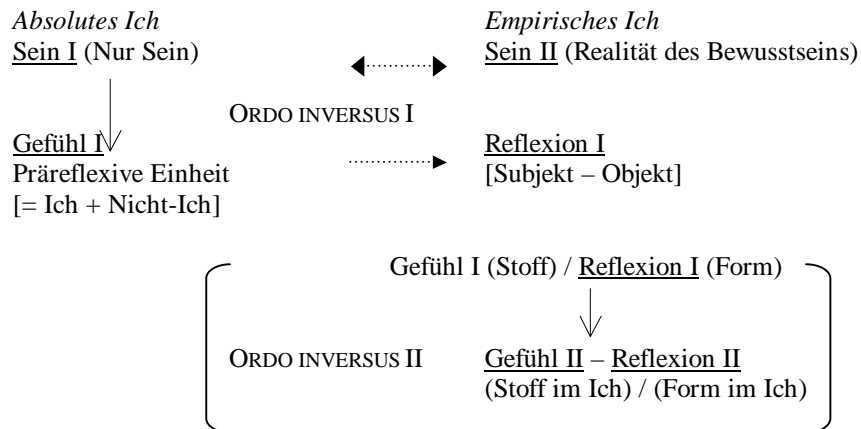 Absolutes Ich Empirisches Ich
Sein I (Nur Sein) Sein II (Realität des Bewusstseins)
ORDO INVERSUS I
Gefühl I Reflexion I
Präreflexive Einheit [Subjekt – Objekt]
[= Ich + Nicht-Ich]
Gefühl I (Stoff) / Reflexion I (Form)
ORDO INVERSUS II Gefühl II – Reflexion II
(Stoff im Ich) / (Form im Ich)